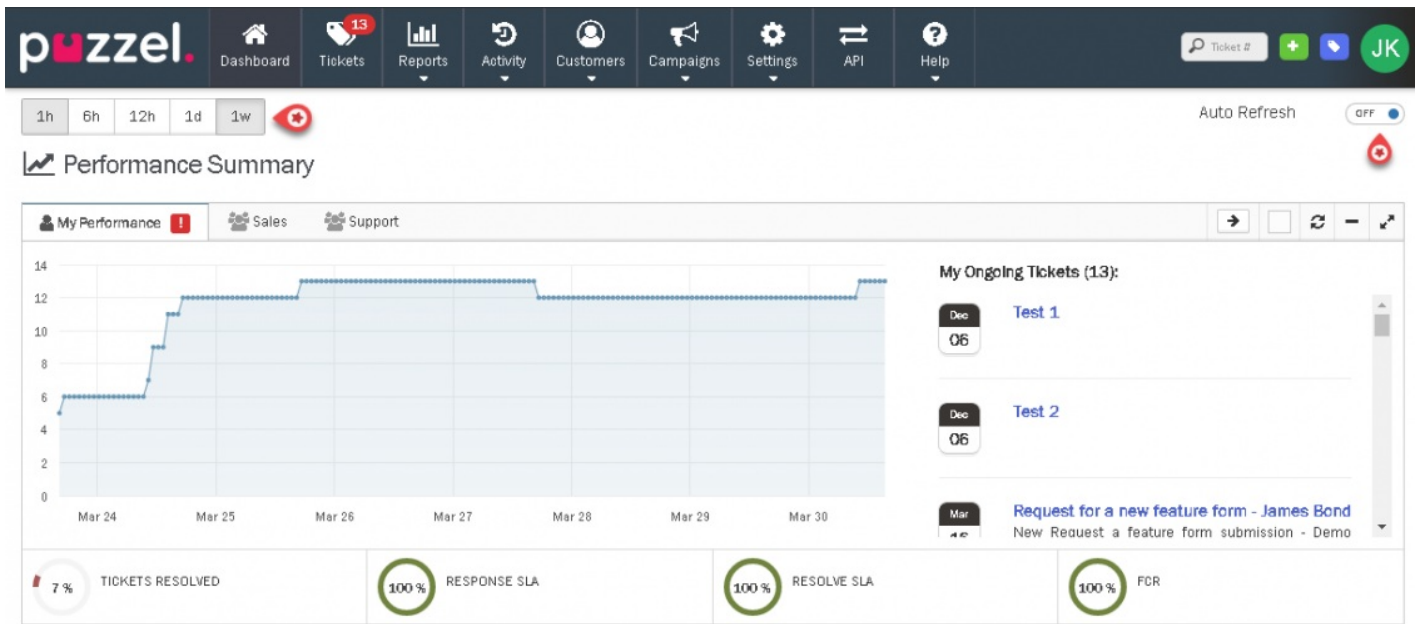 puzzel.
Dashboard
13
Tickets
Reports
Activity
Customers
Campaigns
Settings
API
Help
Ticket #
JK
1h 6h 12h 1d 1w
Auto Refresh
OFF
Performance Summary
My Performance ! Sales Support
14
12
10
8
6
4
2
0
Mar 24 Mar 25 Mar 26 Mar 27 Mar 28 Mar 29 Mar 30
My Ongoing Tickets (13):
Dec
06
Test 1
Dec
06
Test 2
Mar
Request for a new feature form - James Bond
New Request a feature form submission - Demo
7 %
TICKETS RESOLVED
100 %
RESPONSE SLA
100 %
RESOLVE SLA
100 %
FCR